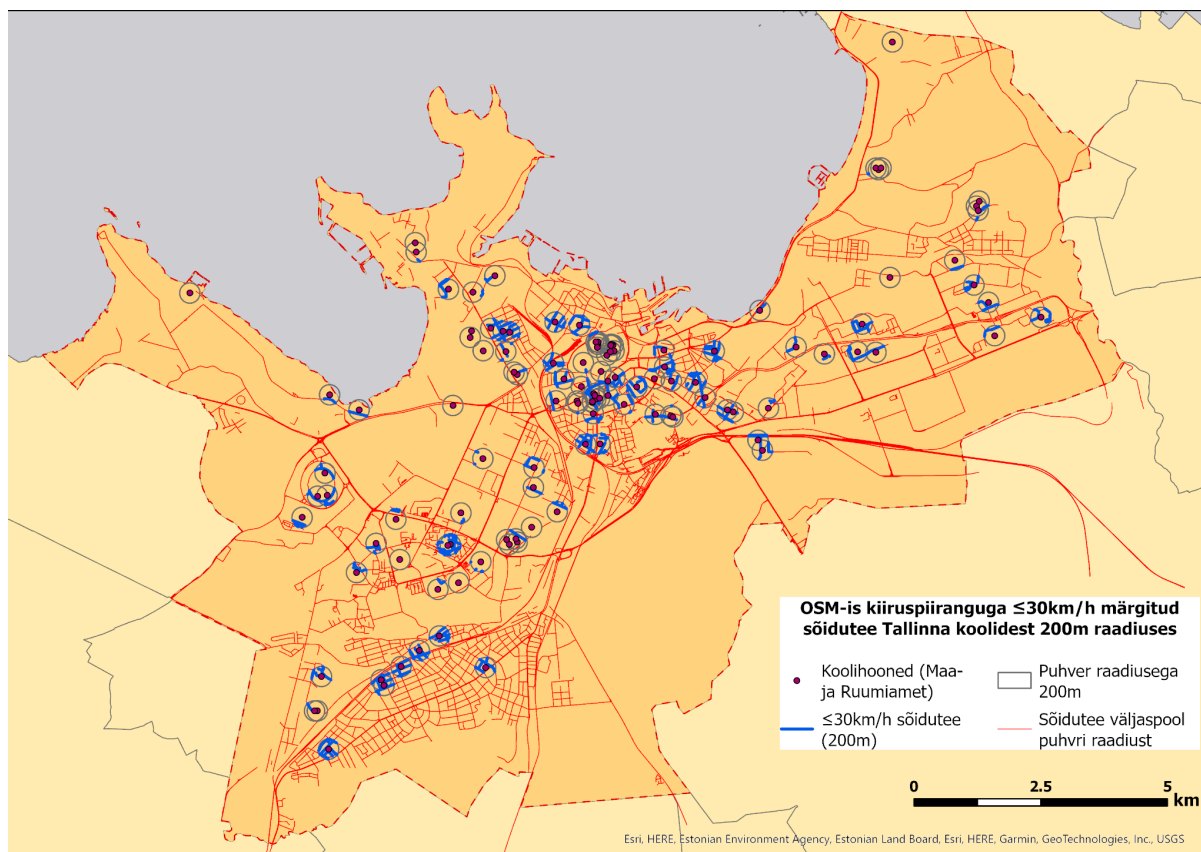 OSM-is kiiruspiiranguga ≤30km/h märgitud
sõidutee Tallinna koolidest 200m raadiuses
Koolihooned (Maa-
ja Ruumiamet)
Puhver raadiusega
200m
≤30km/h sõidutee
(200m)
Sõidutee väljaspool
puhvri raadiust
0 2.5 5
km
Esri, HERE, Estonian Environment Agency, Estonian Land Board, Esri, HERE, Garmin, GeoTechnologies, Inc., USGS